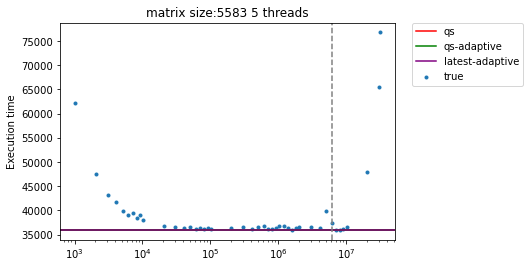 matrix size:5583 5 threads
Execution time
75000
70000
65000
60000
55000
50000
45000
40000
35000
10³
10⁴
10⁵
10⁶
10⁷
qs
qs-adaptive
latest-adaptive
true